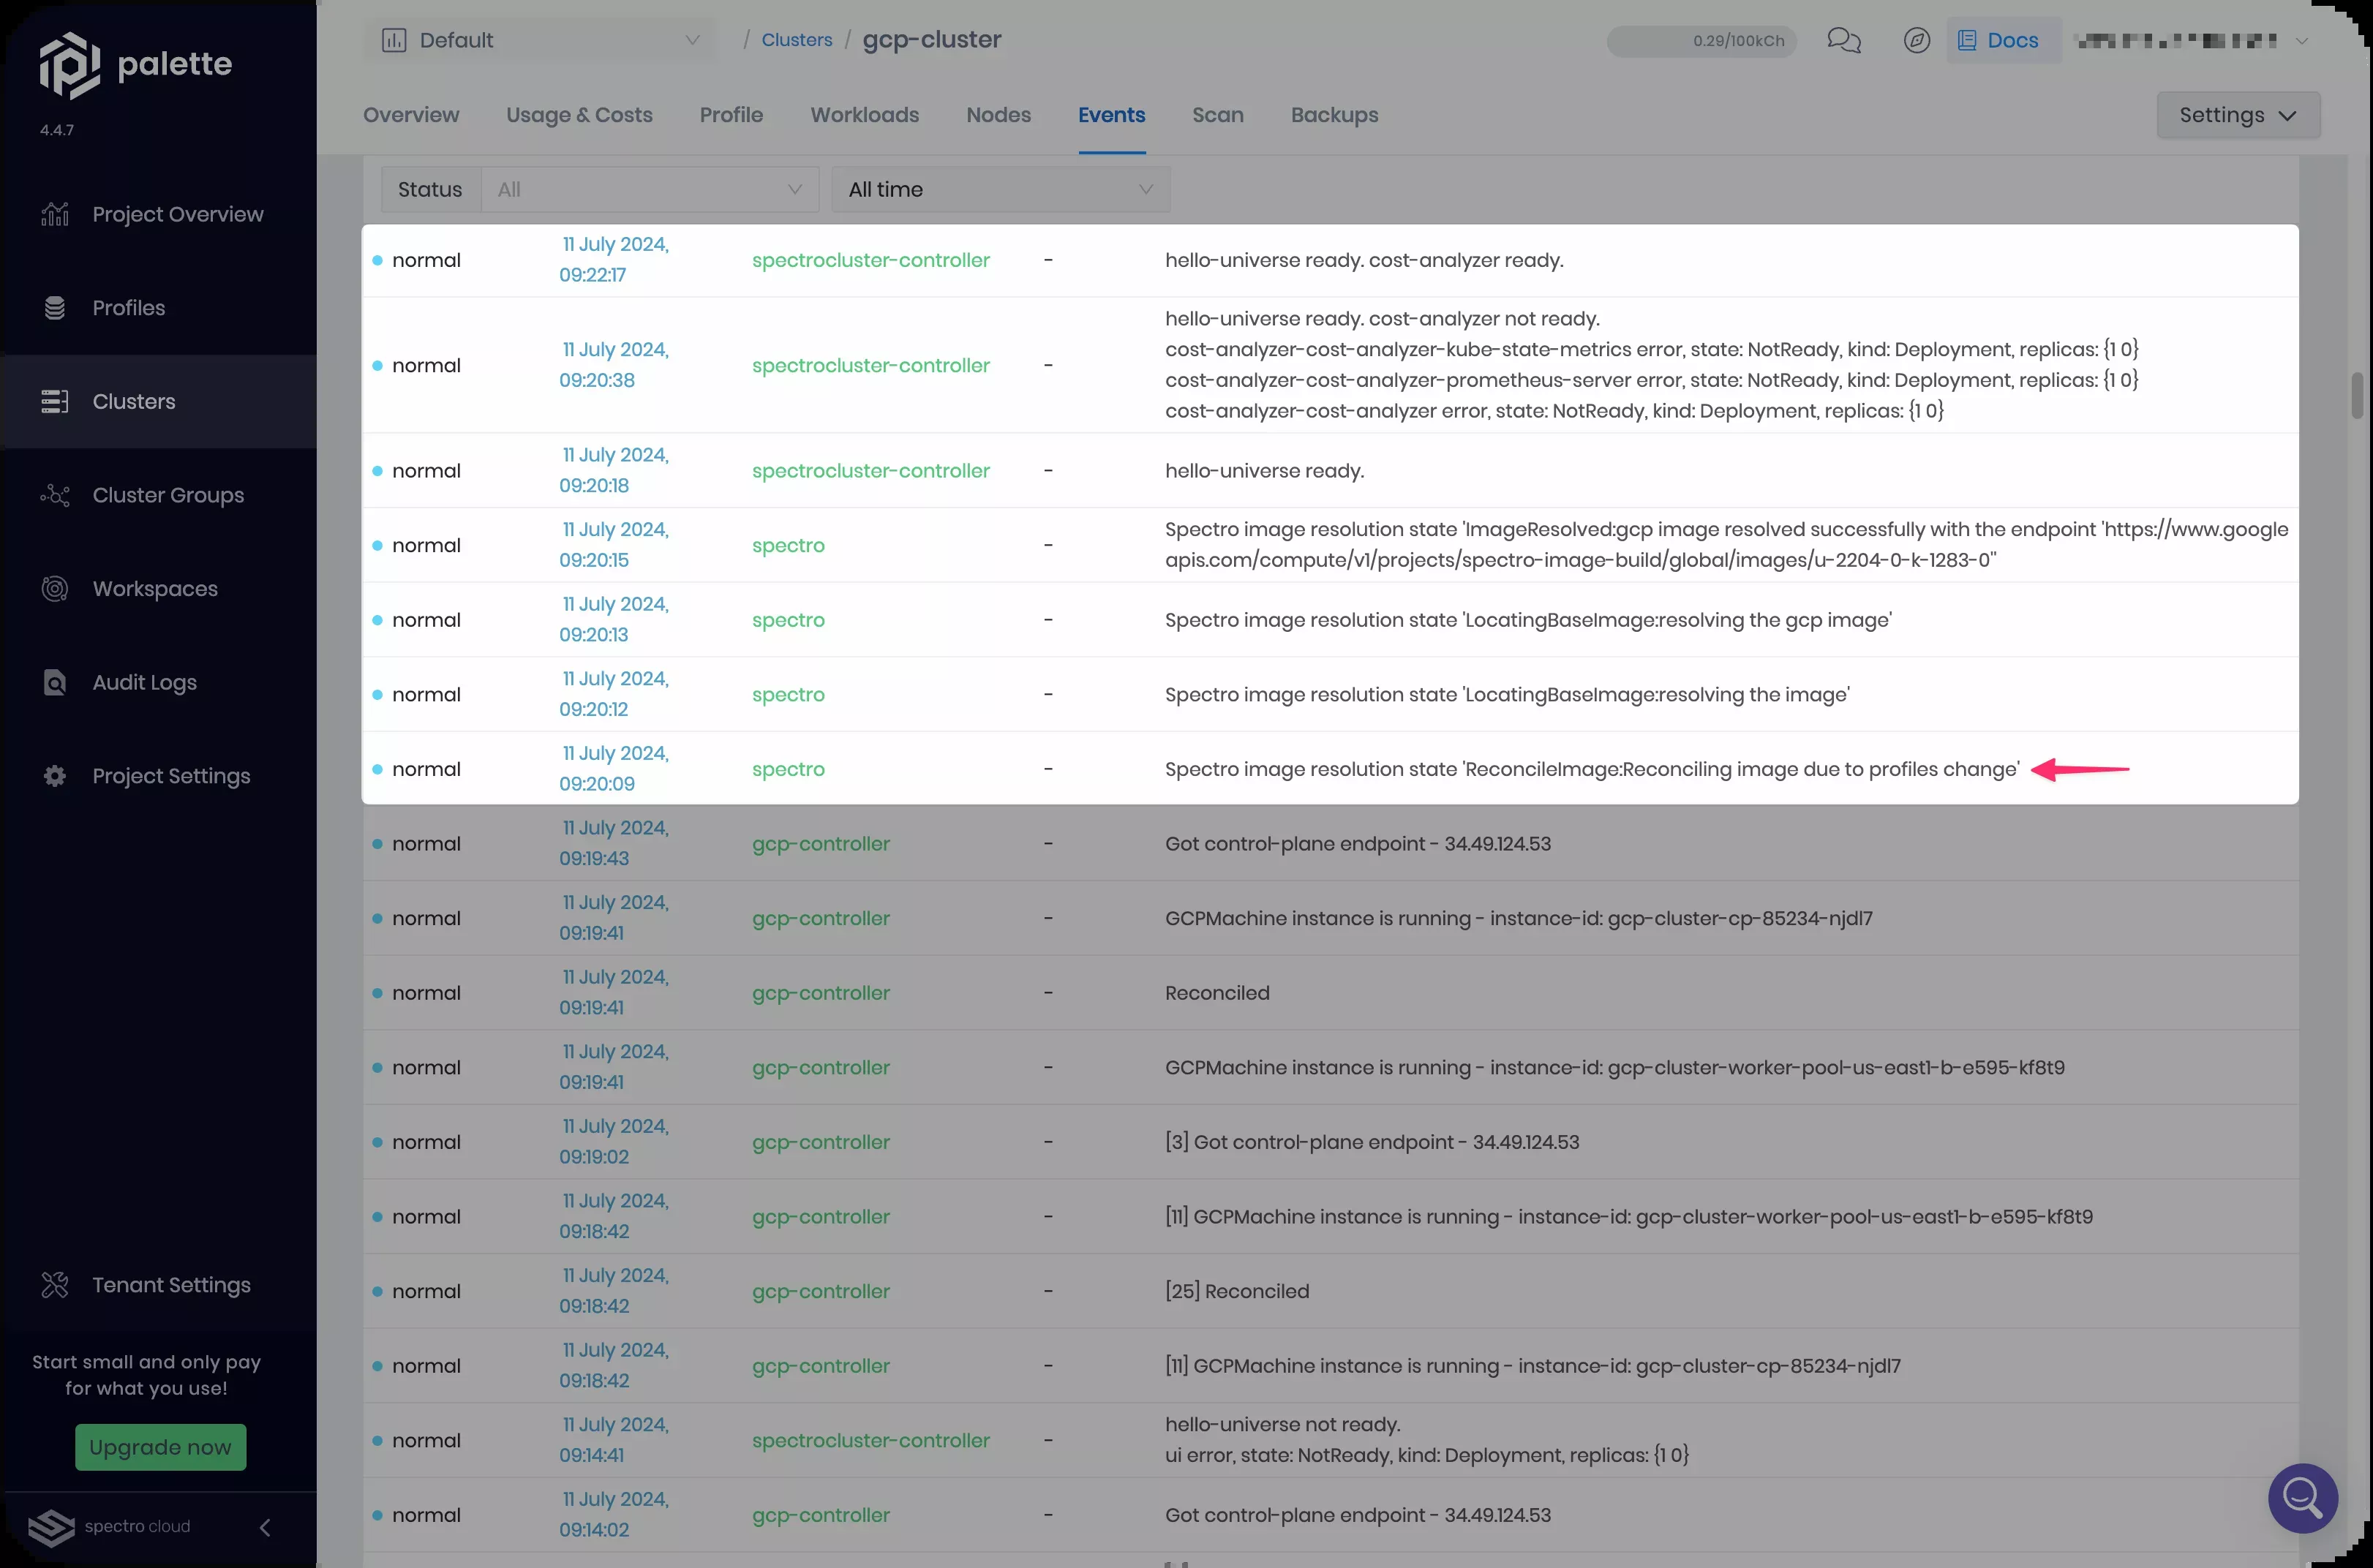 palette
4.4.7
Project Overview
Profiles
Clusters
Cluster Groups
Workspaces
Audit Logs
Project Settings
Tenant Settings
Start small and only pay
for what you use!
Upgrade now
spectro cloud
Default / Clusters / gcp-cluster 0.29/100kCh Docs
Overview Usage & Costs Profile Workloads Nodes Events Scan Backups Settings
Status All All time
normal 11 July 2024, 09:22:17 spectrocluster-controller - hello-universe ready. cost-analyzer ready.
normal 11 July 2024, 09:20:38 spectrocluster-controller - hello-universe ready. cost-analyzer not ready.
cost-analyzer-cost-analyzer-kube-state-metrics error, state: NotReady, kind: Deployment, replicas: {1 0}
cost-analyzer-cost-analyzer-prometheus-server error, state: NotReady, kind: Deployment, replicas: {1 0}
cost-analyzer-cost-analyzer error, state: NotReady, kind: Deployment, replicas: {1 0}
normal 11 July 2024, 09:20:18 spectrocluster-controller - hello-universe ready.
normal 11 July 2024, 09:20:15 spectro - Spectro image resolution state 'ImageResolved:gcp image resolved successfully with the endpoint 'https://www.google
apis.com/compute/v1/projects/spectro-image-build/global/images/u-2204-0-k-1283-0''
normal 11 July 2024, 09:20:13 spectro - Spectro image resolution state 'LocatingBaseImage:resolving the gcp image'
normal 11 July 2024, 09:20:12 spectro - Spectro image resolution state 'LocatingBaseImage:resolving the image'
normal 11 July 2024, 09:20:09 spectro - Spectro image resolution state 'ReconcileImage:Reconciling image due to profiles change'
normal 11 July 2024, 09:19:43 gcp-controller - Got control-plane endpoint - 34.49.124.53
normal 11 July 2024, 09:19:41 gcp-controller - GCPMachine instance is running - instance-id: gcp-cluster-cp-85234-njdl7
normal 11 July 2024, 09:19:41 gcp-controller - Reconciled
normal 11 July 2024, 09:19:41 gcp-controller - GCPMachine instance is running - instance-id: gcp-cluster-worker-pool-us-east1-b-e595-kf8t9
normal 11 July 2024, 09:19:02 gcp-controller - [3] Got control-plane endpoint - 34.49.124.53
normal 11 July 2024, 09:18:42 gcp-controller - [11] GCPMachine instance is running - instance-id: gcp-cluster-worker-pool-us-east1-b-e595-kf8t9
normal 11 July 2024, 09:18:42 gcp-controller - [25] Reconciled
normal 11 July 2024, 09:18:42 gcp-controller - [11] GCPMachine instance is running - instance-id: gcp-cluster-cp-85234-njdl7
normal 11 July 2024, 09:14:41 spectrocluster-controller - hello-universe not ready.
ui error, state: NotReady, kind: Deployment, replicas: {1 0}
normal 11 July 2024, 09:14:02 gcp-controller - Got control-plane endpoint - 34.49.124.53